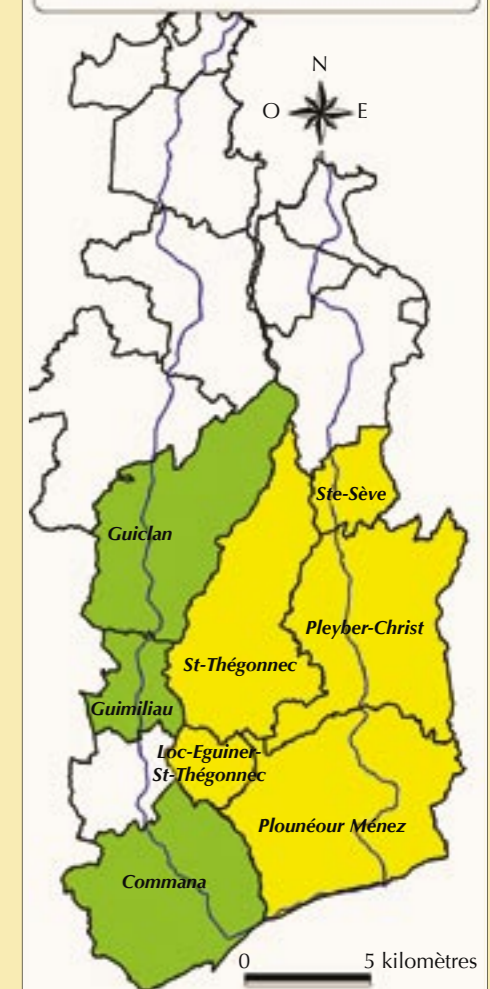 N
O E
Ste-Sève
Guiclan
Pleyber-Christ
St-Thégonnec
Guimiliau
Loc-Eguiner-
St-Thégonnec
Plounéour Ménez
Commana
0 5 kilomètres